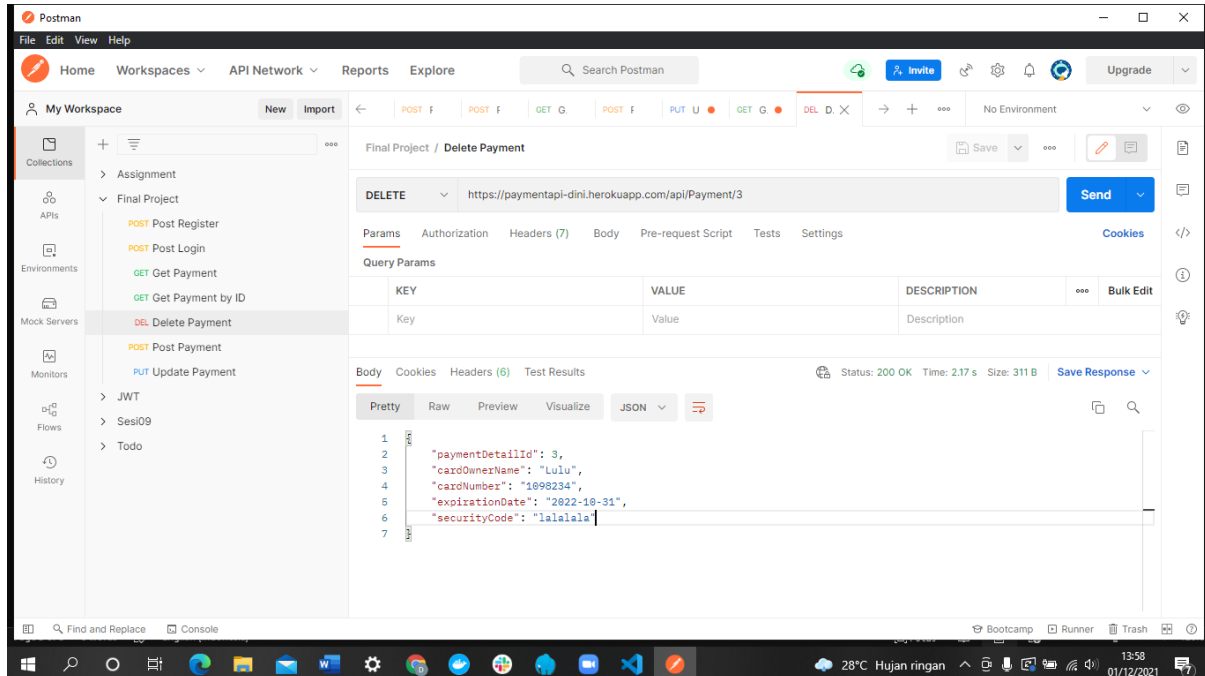 Postman
File Edit View Help
Home Workspaces API Network Reports Explore Search Postman Invite Upgrade
My Workspace New Import POST F POST F GET G. POST F PUT U GET G. DEL D. No Environment
Collections
APIs
Environments
Mock Servers
Monitors
Flows
History
Assignment
Final Project
POST Post Register
POST Post Login
GET Get Payment
GET Get Payment by ID
DEL Delete Payment
POST Post Payment
PUT Update Payment
JWT
Sesi09
Todo
Final Project / Delete Payment Save
DELETE https://paymentapi-dini.herokuapp.com/api/Payment/3 Send
Params Authorization Headers (7) Body Pre-request Script Tests Settings Cookies
Query Params
KEY VALUE DESCRIPTION Bulk Edit
Key Value Description
Body Cookies Headers (6) Test Results Status: 200 OK Time: 2.17 s Size: 311 B Save Response
Pretty Raw Preview Visualize JSON
1 {
2 "paymentDetailId": 3,
3 "cardOwnerName": "Lulu",
4 "cardNumber": "1098234",
5 "expirationDate": "2022-10-31",
6 "securityCode": "lalalala"
7 }
Find and Replace Console Bootcamp Runner Trash
28°C Hujan ringan 13:58
01/12/2021